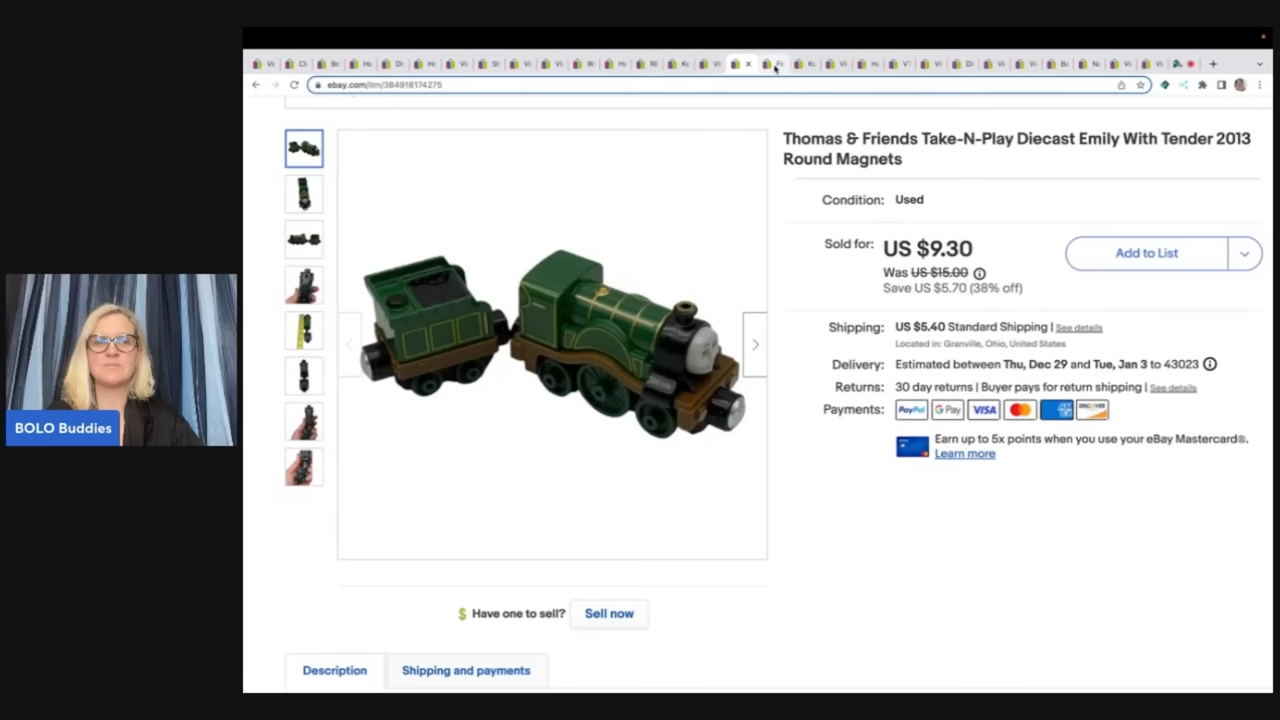 ebay.com/itm/384918174276
Thomas & Friends Take-N-Play Diecast Emily With Tender 2013
Round Magnets
Condition: Used
Sold for: US $9.30
Add to List
Was US $15.00
Save US $5.70 (38% off)
Shipping: US $5.40 Standard Shipping | See details
Located in: Granville, Ohio, United States
Delivery: Estimated between Thu, Dec 29 and Tue, Jan 3 to 43023
Returns: 30 day returns | Buyer pays for return shipping | See details
Payments: PayPal G Pay VISA DISCOVER
Earn up to 5x points when you use your eBay Mastercard®.
Learn more
BOLO Buddies
$ Have one to sell? Sell now
Description Shipping and payments